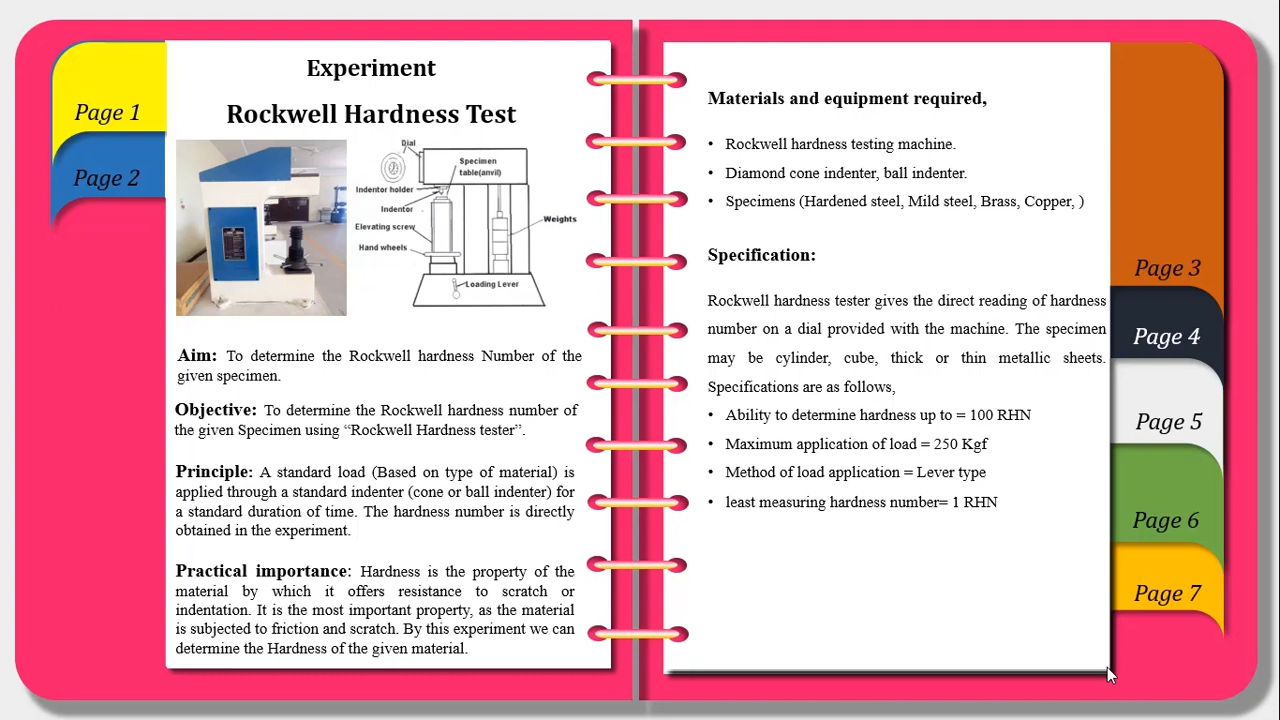 Page 1
Page 2
Experiment
Rockwell Hardness Test
Dial
Specimen
table(anvil)
Indentor holder
Indentor
Elevating screw
Hand wheels
Weights
Loading Lever
Aim: To determine the Rockwell hardness Number of the
given specimen.
Objective: To determine the Rockwell hardness number of
the given Specimen using “Rockwell Hardness tester”.
Principle: A standard load (Based on type of material) is
applied through a standard indenter (cone or ball indenter) for
a standard duration of time. The hardness number is directly
obtained in the experiment.
Practical importance: Hardness is the property of the
material by which it offers resistance to scratch or
indentation. It is the most important property, as the material
is subjected to friction and scratch. By this experiment we can
determine the Hardness of the given material.
Materials and equipment required,
• Rockwell hardness testing machine.
• Diamond cone indenter, ball indenter.
• Specimens (Hardened steel, Mild steel, Brass, Copper, )
Specification:
Rockwell hardness tester gives the direct reading of hardness
number on a dial provided with the machine. The specimen
may be cylinder, cube, thick or thin metallic sheets.
Specifications are as follows,
• Ability to determine hardness up to = 100 RHN
• Maximum application of load = 250 Kgf
• Method of load application = Lever type
• least measuring hardness number= 1 RHN
Page 3
Page 4
Page 5
Page 6
Page 7